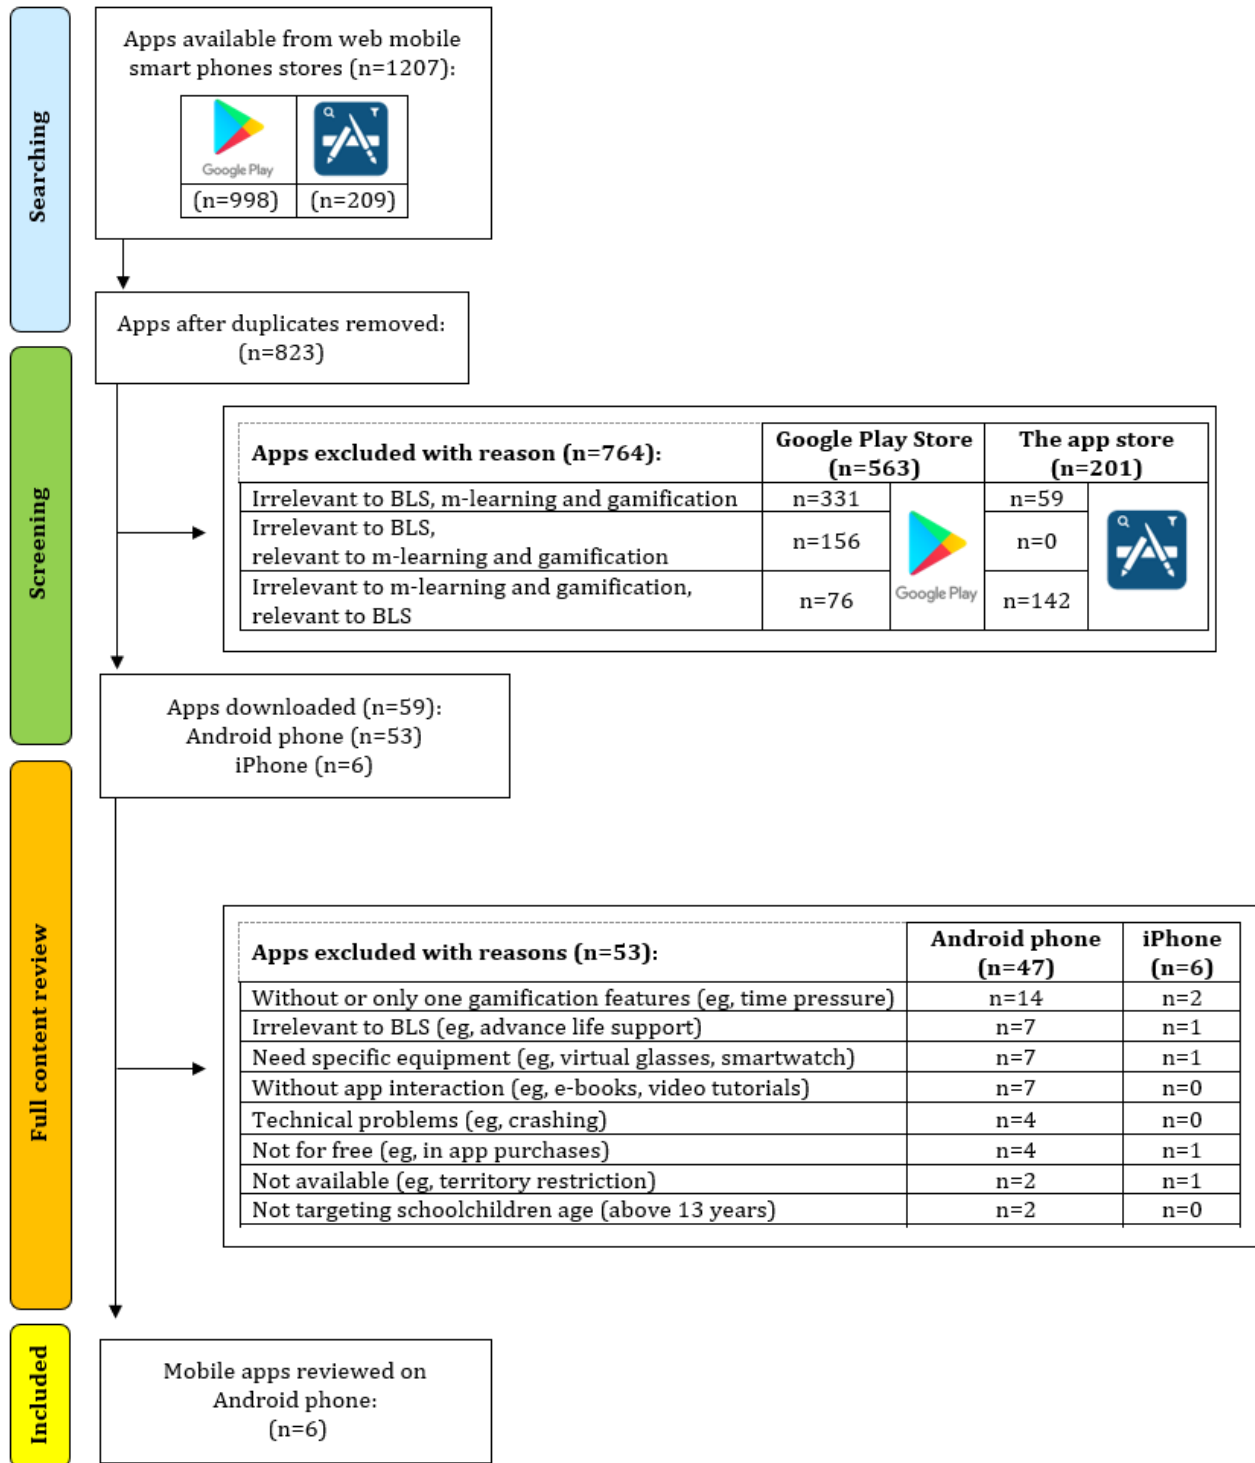 Searching
Apps available from web mobile
smart phones stores (n=1207):
Google Play
(n=998) (n=209)
Apps after duplicates removed:
(n=823)
Screening
Apps excluded with reason (n=764):
Google Play Store
(n=563)
The app store
(n=201)
Irrelevant to BLS, m-learning and gamification n=331 n=59
Irrelevant to BLS,
relevant to m-learning and gamification n=156 n=0
Irrelevant to m-learning and gamification,
relevant to BLS n=76 n=142
Google Play
Apps downloaded (n=59):
Android phone (n=53)
iPhone (n=6)
Full content review
Apps excluded with reasons (n=53):
Android phone
(n=47)
iPhone
(n=6)
Without or only one gamification features (eg, time pressure) n=14 n=2
Irrelevant to BLS (eg, advance life support) n=7 n=1
Need specific equipment (eg, virtual glasses, smartwatch) n=7 n=1
Without app interaction (eg, e-books, video tutorials) n=7 n=0
Technical problems (eg, crashing) n=4 n=0
Not for free (eg, in app purchases) n=4 n=1
Not available (eg, territory restriction) n=2 n=1
Not targeting schoolchildren age (above 13 years) n=2 n=0
Included
Mobile apps reviewed on
Android phone:
(n=6)